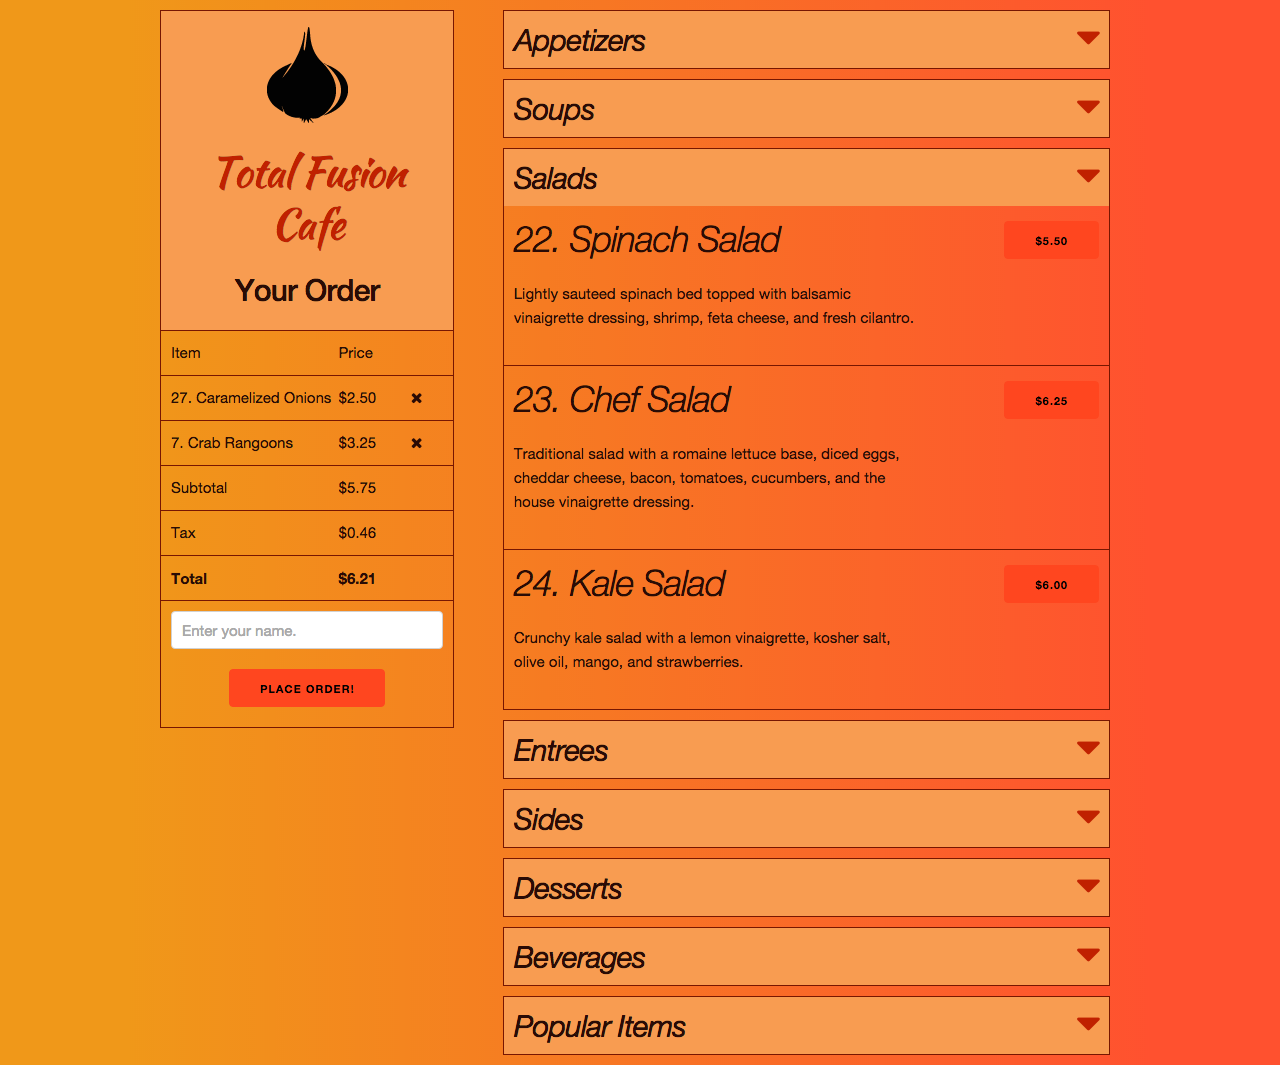 Total Fusion
Cafe
Your Order
Item Price
27. Caramelized Onions $2.50 ✖
7. Crab Rangoons $3.25 ✖
Subtotal $5.75
Tax $0.46
Total $6.21
Enter your name.
PLACE ORDER!
Appetizers
Soups
Salads
22. Spinach Salad $5.50
Lightly sauteed spinach bed topped with balsamic
vinaigrette dressing, shrimp, feta cheese, and fresh cilantro.
23. Chef Salad $6.25
Traditional salad with a romaine lettuce base, diced eggs,
cheddar cheese, bacon, tomatoes, cucumbers, and the
house vinaigrette dressing.
24. Kale Salad $6.00
Crunchy kale salad with a lemon vinaigrette, kosher salt,
olive oil, mango, and strawberries.
Entrees
Sides
Desserts
Beverages
Popular Items